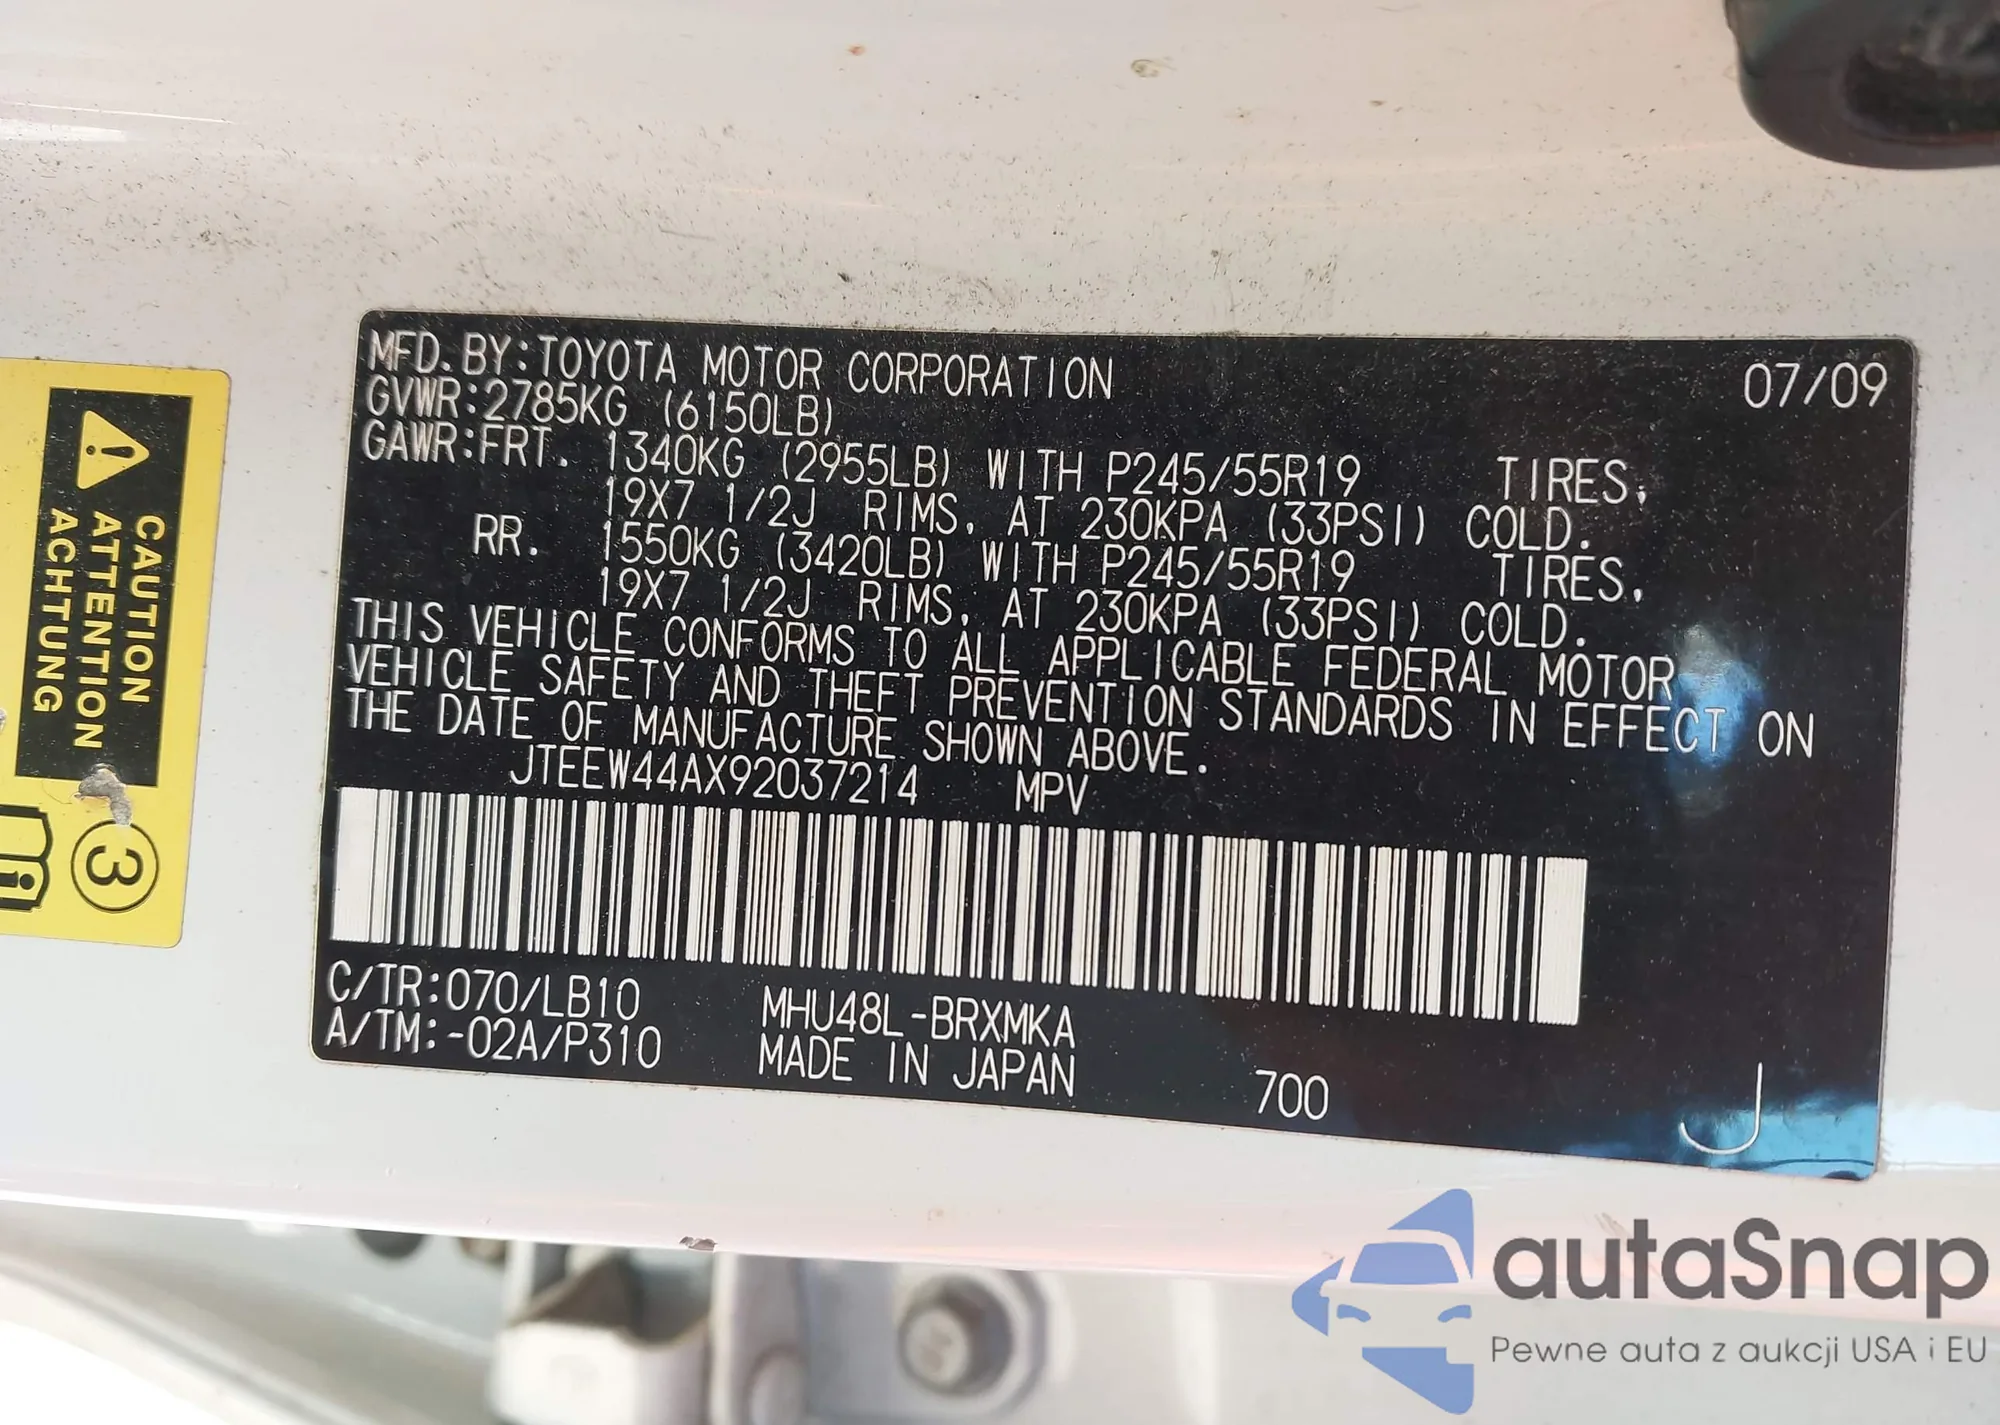 MFD. BY: TOYOTA MOTOR CORPORATION 07/09
GVWR: 2785KG (6150LB)
GAWR: FRT. 1340KG (2955LB) WITH P245/55R19 TIRES,
19X7 1/2J RIMS, AT 230KPA (33PSI) COLD.
RR. 1550KG (3420LB) WITH P245/55R19 TIRES,
19X7 1/2J RIMS, AT 230KPA (33PSI) COLD.
THIS VEHICLE CONFORMS TO ALL APPLICABLE FEDERAL MOTOR
VEHICLE SAFETY AND THEFT PREVENTION STANDARDS IN EFFECT ON
THE DATE OF MANUFACTURE SHOWN ABOVE.
JTEEW44AX92037214 MPV
C/TR: 070/LB10 MHU48L-BRXMKA
A/TM: -02A/P310 MADE IN JAPAN 700 J
CAUTION
ATTENTION
ACHTUNG
3
autaSnap
Pewne auta z aukcji USA i EU